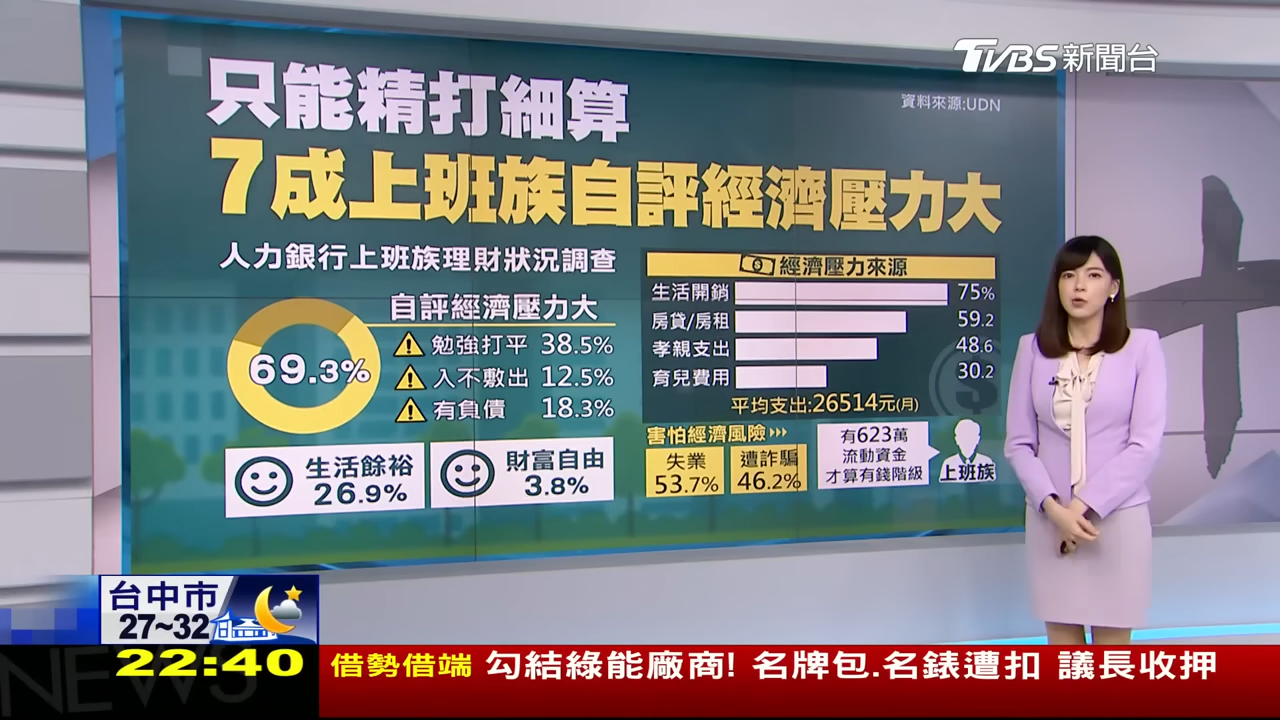 TVBS新聞台
資料來源:UDN
只能精打細算
7成上班族自評經濟壓力大
人力銀行上班族理財狀況調查
69.3%
自評經濟壓力大
勉強打平 38.5%
入不敷出 12.5%
有負債 18.3%
生活餘裕
26.9%
財富自由
3.8%
經濟壓力來源
生活開銷 75%
房貸/房租 59.2
孝親支出 48.6
育兒費用 30.2
平均支出:26514元(月)
害怕經濟風險
失業
53.7%
遭詐騙
46.2%
有623萬
流動資金
才算有錢階級
上班族
台中市
27~32
NEWS
22:40
借勢借端 勾結綠能廠商! 名牌包.名錶遭扣 議長收押